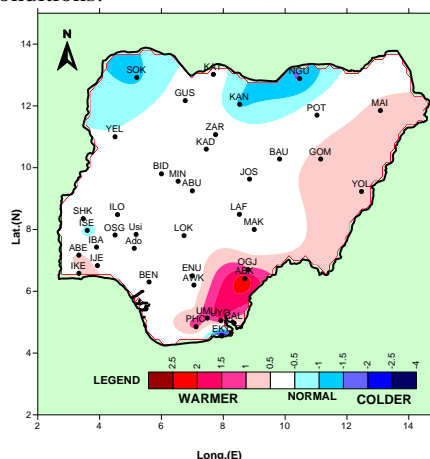 onditions.
14
12
10
8
6
4
2
Lat.(N)
N
SOK
KAT
NGU
GUS
KAN
MAI
POT
YEL
ZAR
KAD
BAU
GOM
BID
MIN
JOS
ABU
YOL
SHK
ILO
LAF
ISE
OSG
Usi
LOK
MAK
IBA
Ado
ABE
IJE
IKE
OGJ
ENU
ABK
BEN
AWK
UMU
UYO
CAL
PHC
EKT
LEGEND
2.5
2
1.5
1
0.5
-0.5
-1
-1.5
-2
-2.5
-4
WARMER
NORMAL
COLDER
2
4
6
8
10
12
14
Long.(E)